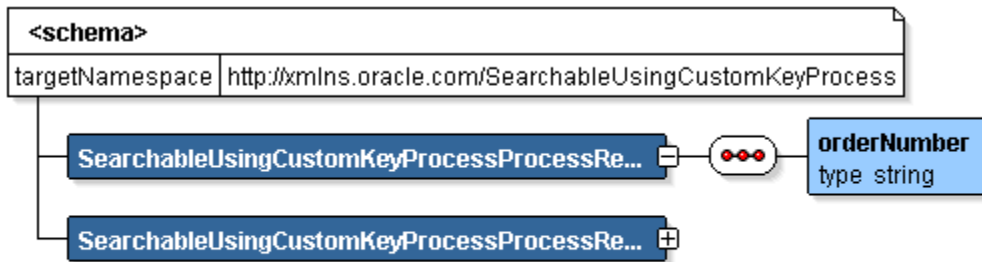 <schema>
targetNamespace http://xmlns.oracle.com/SearchableUsingCustomKeyProcess
SearchableUsingCustomKeyProcessProcessRe...
orderNumber
type string
SearchableUsingCustomKeyProcessProcessRe...